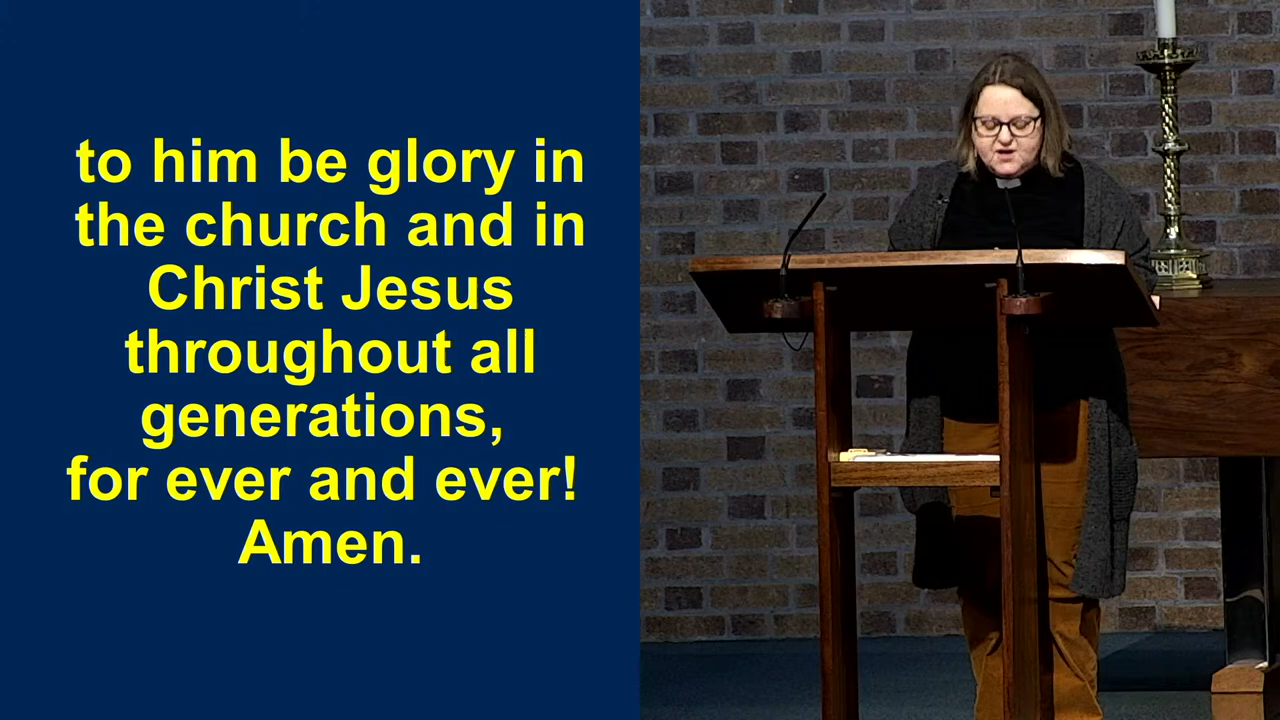 to him be glory in
the church and in
Christ Jesus
throughout all
generations,
for ever and ever!
Amen.